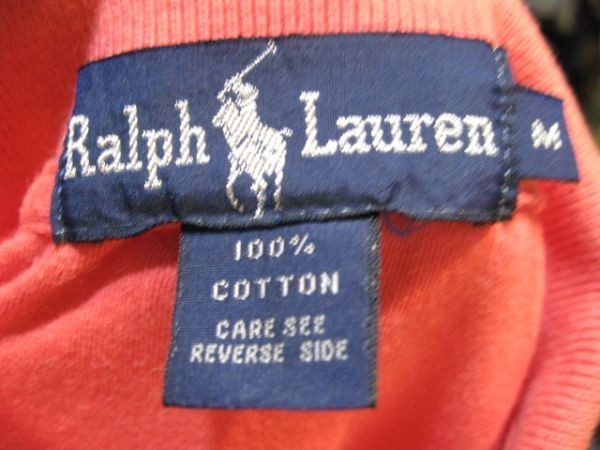 Ralph Lauren
M
100%
COTTON
CARE SEE
REVERSE SIDE